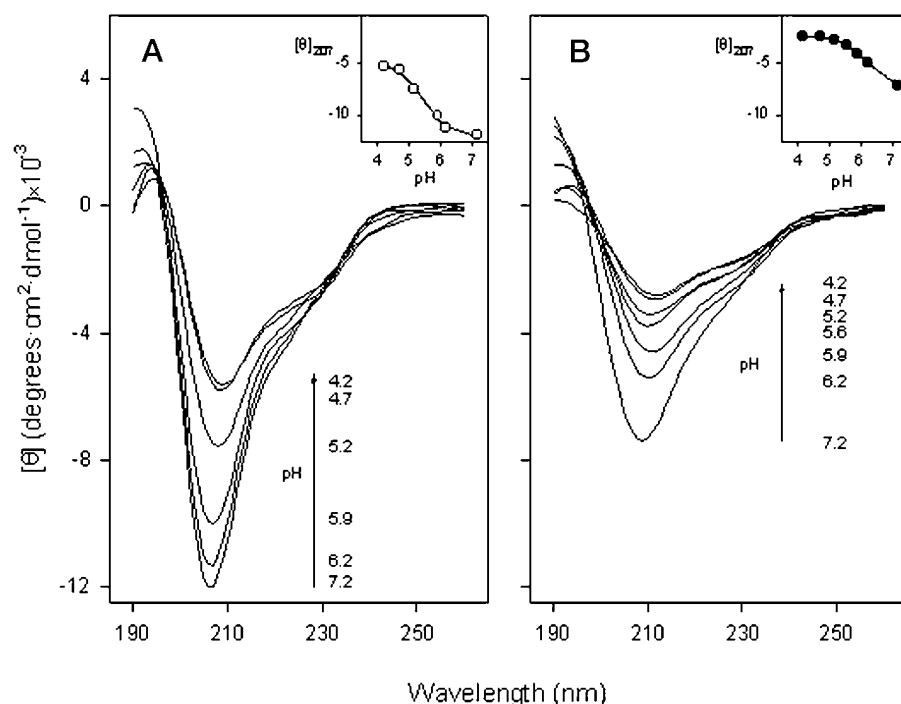 A
[θ]207
-5
-10
4 5 6 7
pH
B
[θ]207
-5
-10
4 5 6 7
pH
[θ] (degrees·cm2·dmol-1)×10-3
4
0
-4
-8
-12
pH
4.2
4.7
5.2
5.9
6.2
7.2
pH
4.2
4.7
5.2
5.6
5.9
6.2
7.2
190 210 230 250
190 210 230 250
Wavelength (nm)